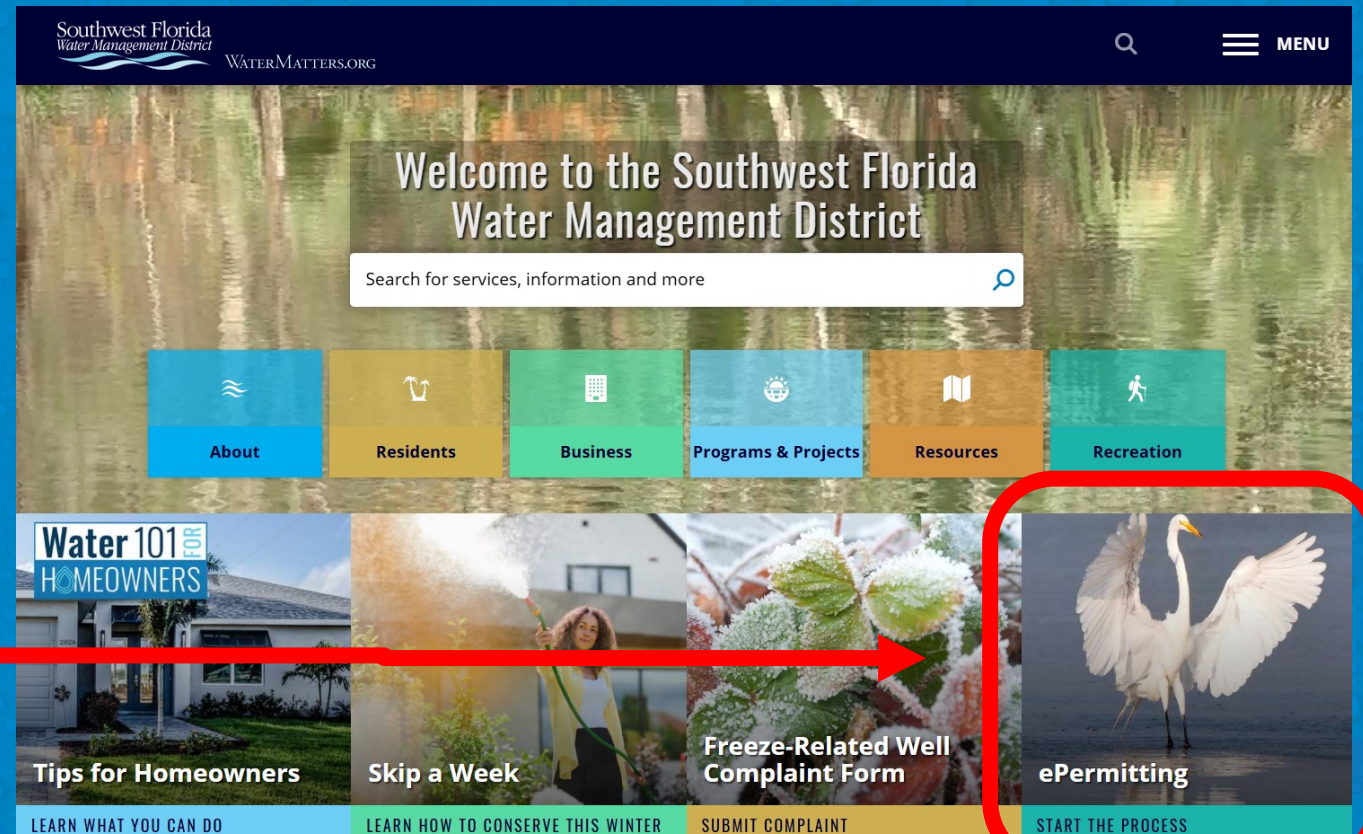 Southwest Florida
Water Management District
WATERMATTERS.ORG
MENU
Welcome to the Southwest Florida
Water Management District
Search for services, information and more
About
Residents
Business
Programs & Projects
Resources
Recreation
Water 101 FOR
HOMEOWNERS
Tips for Homeowners
LEARN WHAT YOU CAN DO
Skip a Week
LEARN HOW TO CONSERVE THIS WINTER
Freeze-Related Well
Complaint Form
SUBMIT COMPLAINT
ePermitting
START THE PROCESS